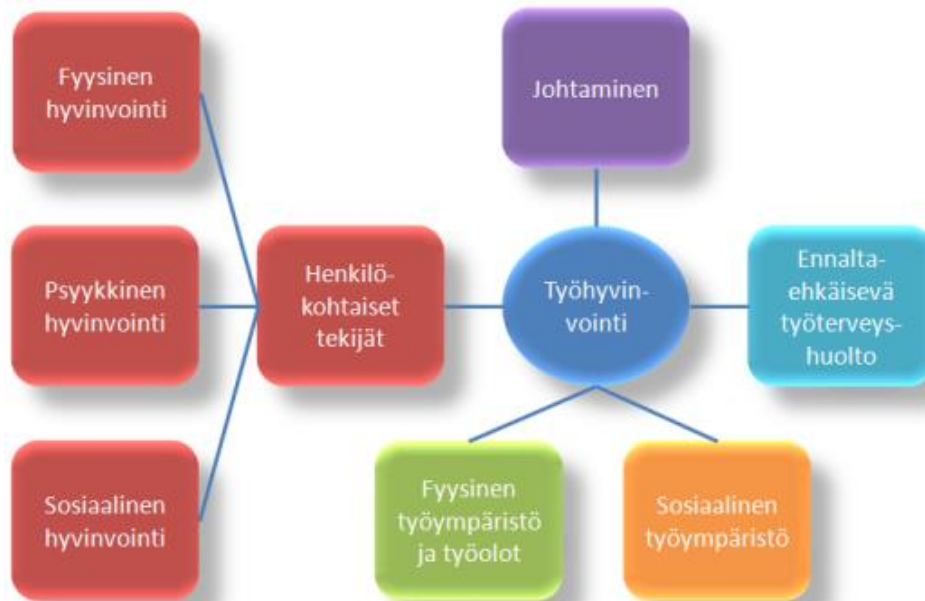 Fyysinen
hyvinvointi
Johtaminen
Psyykkinen
hyvinvointi
Henkilö-
kohtaiset
tekijät
Työhyvin-
vointi
Ennalta-
ehkäisevä
työterveys-
huolto
Sosiaalinen
hyvinvointi
Fyysinen
työympäristö
ja työolot
Sosiaalinen
työympäristö